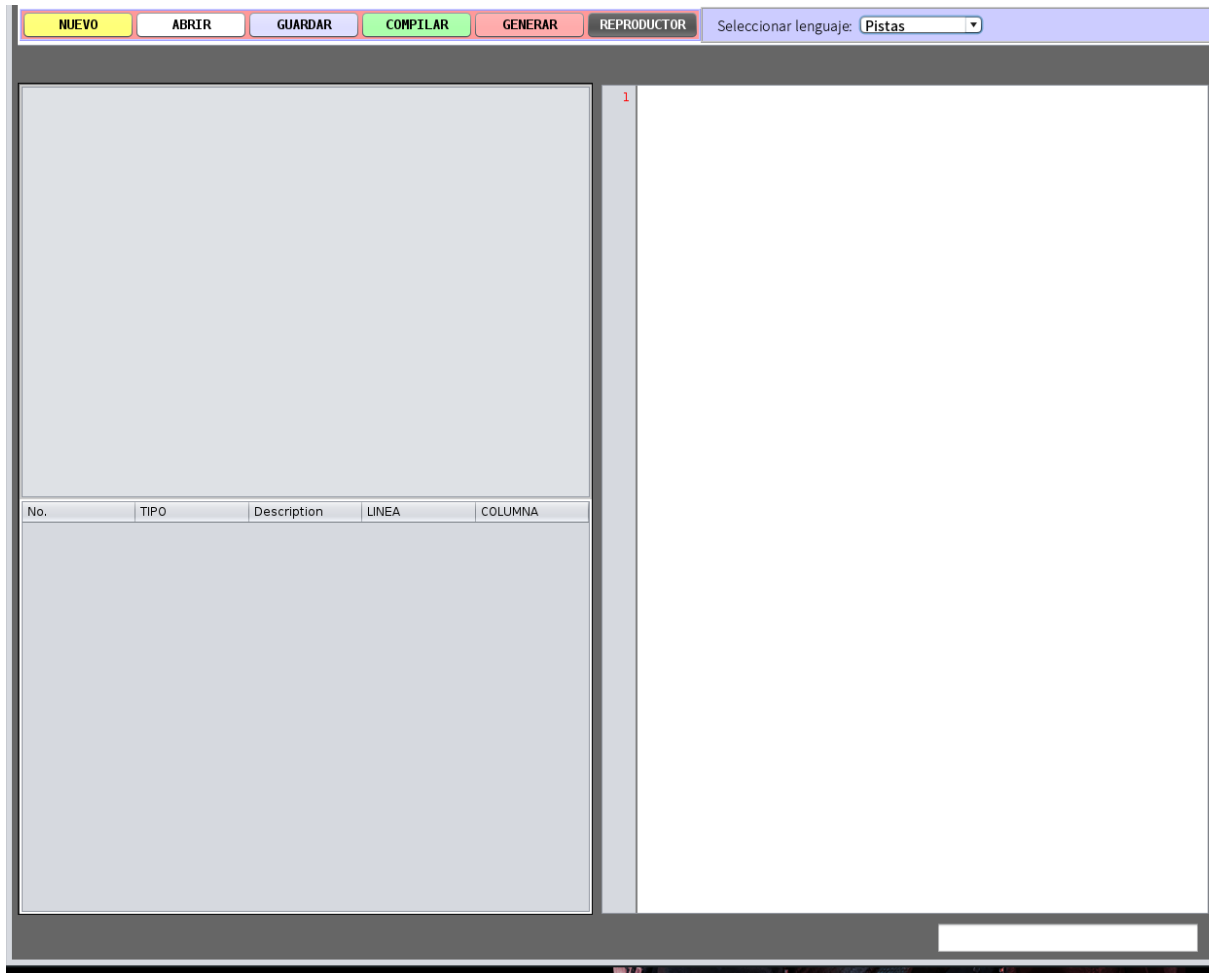 NUEVO ABRIR GUARDAR COMPILAR GENERAR REPRODUCTOR Seleccionar lenguaje: Pistas
1
No. TIPO Description LINEA COLUMNA